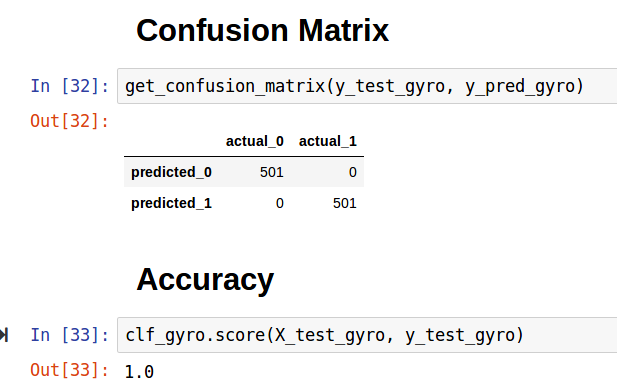 Confusion Matrix
In [32]: get_confusion_matrix(y_test_gyro, y_pred_gyro)
Out[32]:
actual_0 actual_1
predicted_0 501 0
predicted_1 0 501
Accuracy
In [33]: clf_gyro.score(X_test_gyro, y_test_gyro)
Out[33]: 1.0